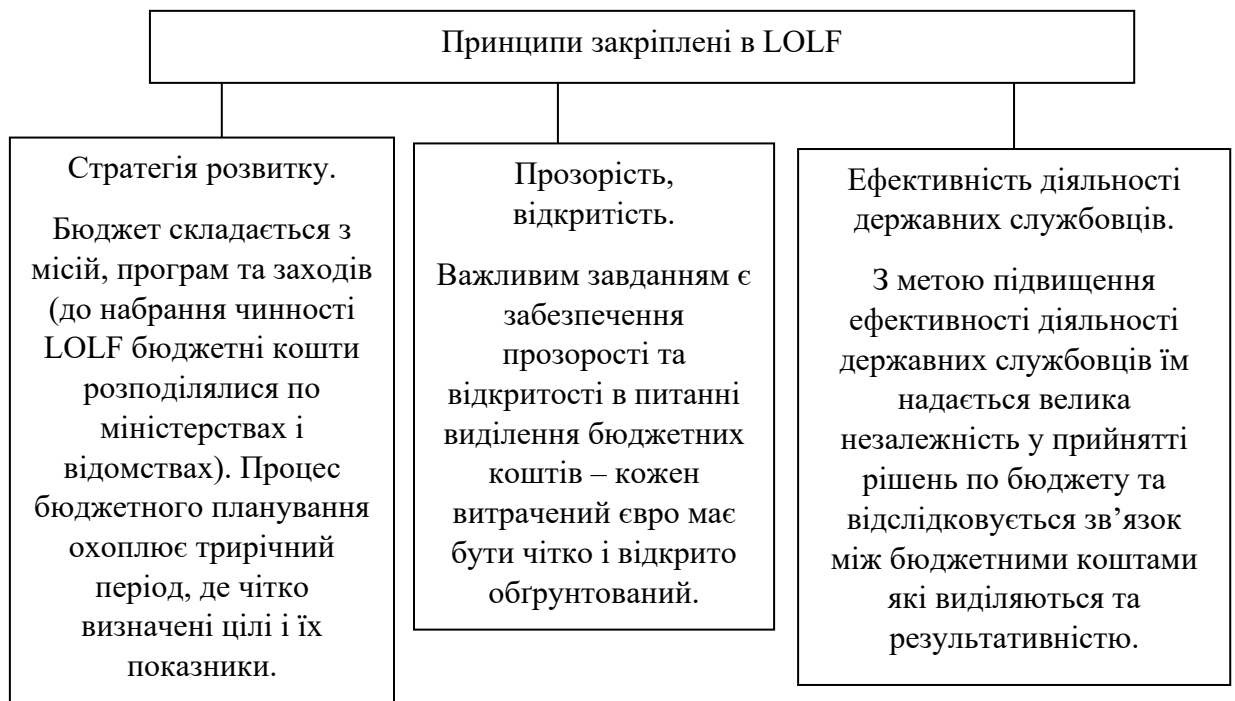 Принципи закріплені в LOLF
Стратегія розвитку.
Бюджет складається з
місій, програм та заходів
(до набрання чинності
LOLF бюджетні кошти
розподілялися по
міністерствах і
відомствах). Процес
бюджетного планування
охоплює трирічний
період, де чітко
визначені цілі і їх
показники.
Прозорість,
відкритість.
Важливим завданням є
забезпечення
прозорості та
відкритості в питанні
виділення бюджетних
коштів – кожен
витрачений євро має
бути чітко і відкрито
обґрунтований.
Ефективність діяльності
державних службовців.
З метою підвищення
ефективності діяльності
державних службовців їм
надається велика
незалежність у прийнятті
рішень по бюджету та
відслідковується зв’язок
між бюджетними коштами
які виділяються та
результативністю.